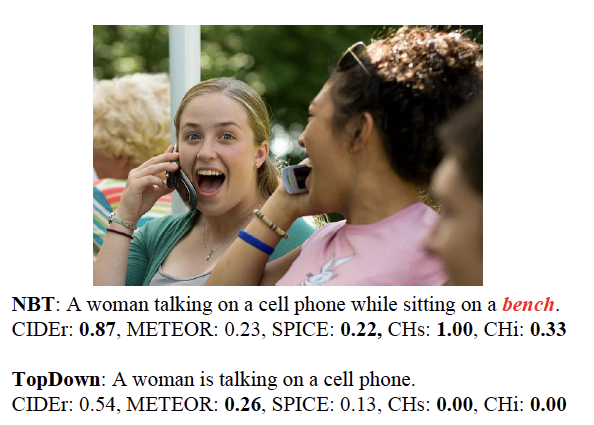 NBT: A woman talking on a cell phone while sitting on a bench.
CIDEr: 0.87, METEOR: 0.23, SPICE: 0.22, CHs: 1.00, CHi: 0.33
TopDown: A woman is talking on a cell phone.
CIDEr: 0.54, METEOR: 0.26, SPICE: 0.13, CHs: 0.00, CHi: 0.00